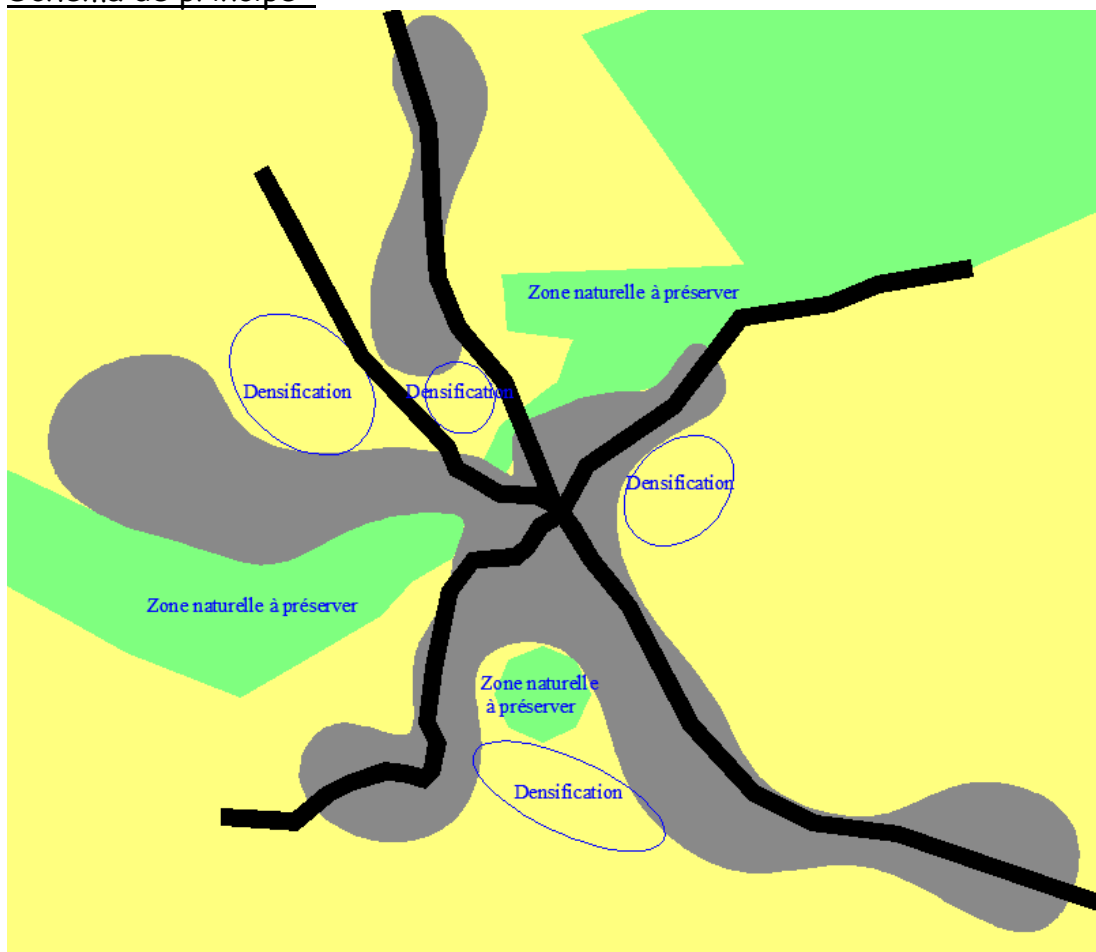 Schéma de principe
Zone naturelle à préserver
Densification
Densification
Densification
Zone naturelle à préserver
Zone naturelle
à préserver
Densification